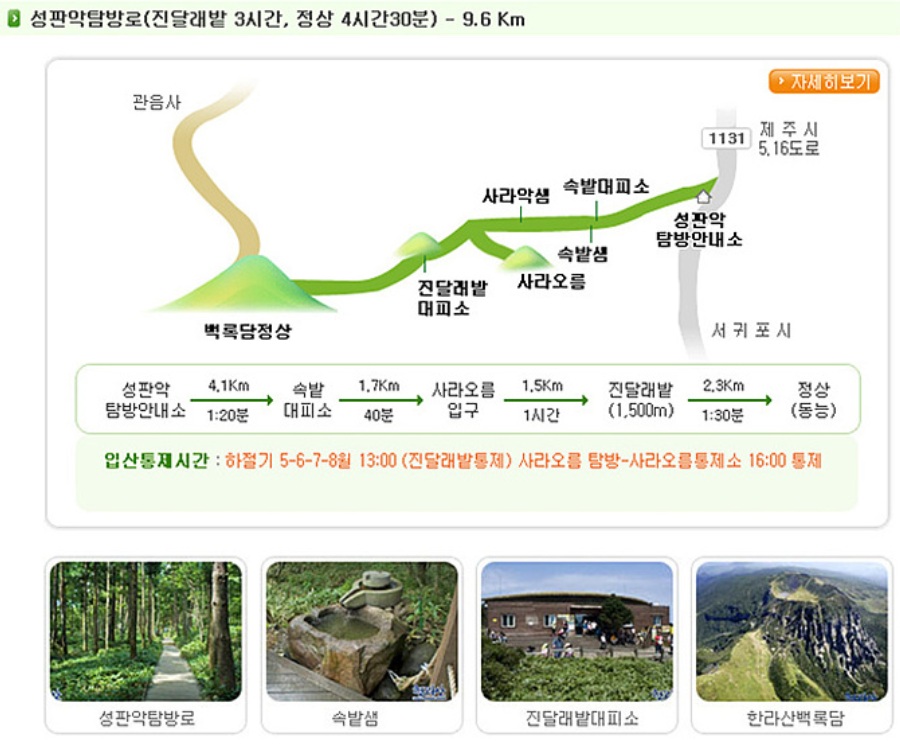 성판악탐방로(진달래밭 3시간, 정상 4시간30분) - 9.6 Km
자세히보기
관음사
1131
제 주 시
5.16도로
사라악샘
속밭대피소
성판악
탐방안내소
속밭샘
사라오름
진달래밭
대피소
백록담정상
서 귀 포 시
성판악
탐방안내소
4.1Km
1:20분
속밭
대피소
1.7Km
40분
사라오름
입구
1.5Km
1시간
진달래밭
(1,500m)
2.3Km
1:30분
정상
(동능)
입산통제시간 : 하절기 5-6-7-8월 13:00 (진달래밭통제) 사라오름 탐방-사라오름통제소 16:00 통제
성판악탐방로
속밭샘
진달래밭대피소
한라산백록담